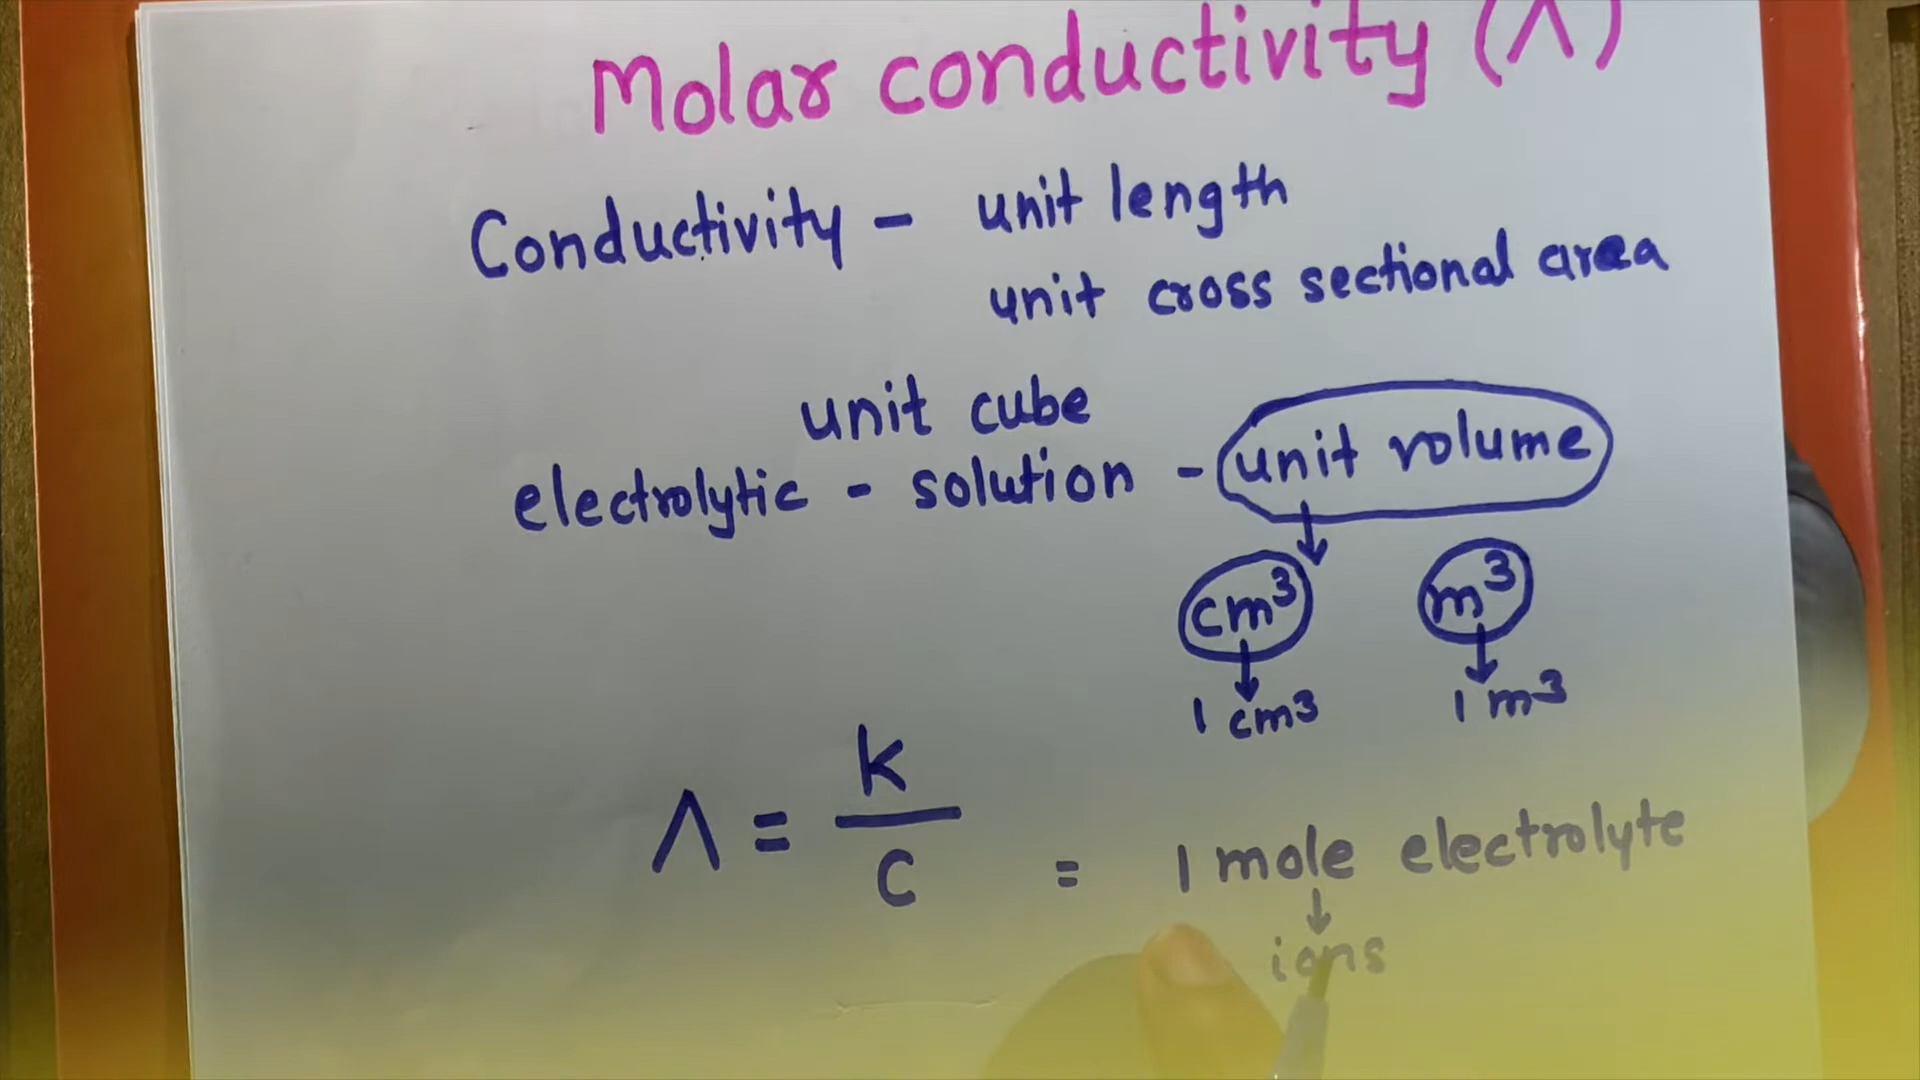 Molar conductivity (Λ)
Conductivity - unit length
unit cross sectional area
unit cube
electrolytic - solution - unit volume
cm³ m³
1 cm³ 1 m³
Λ = k/c = 1 mole electrolyte
ions